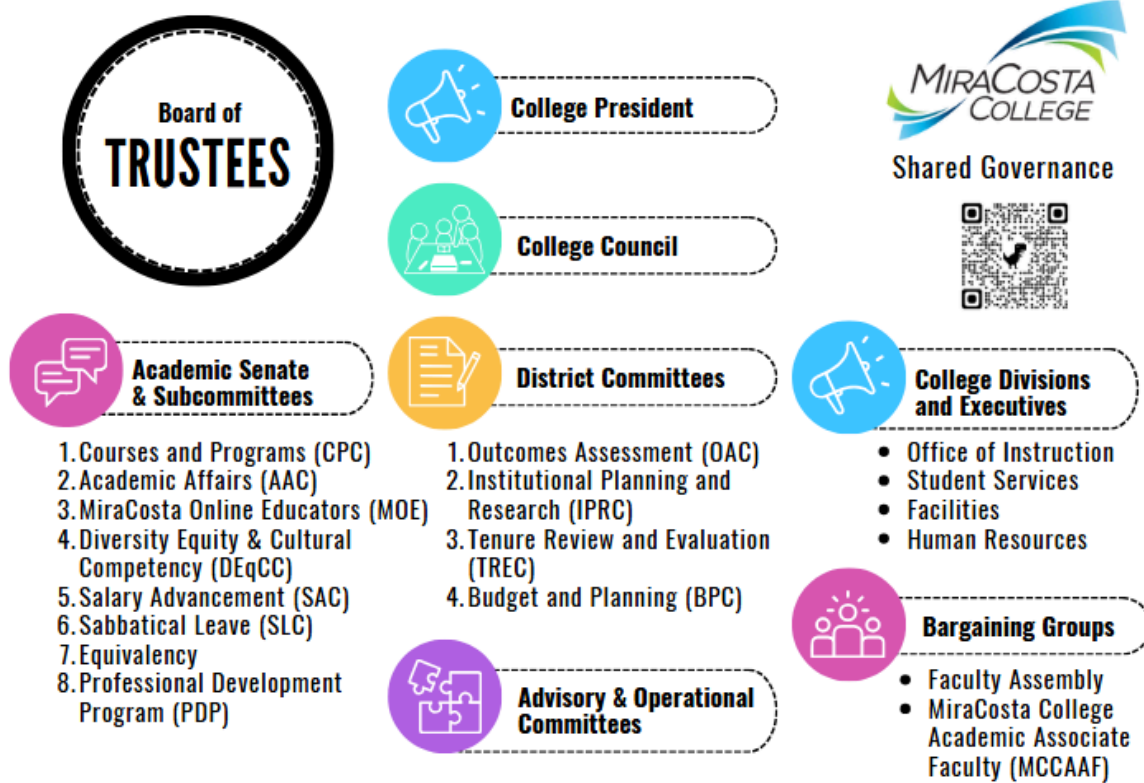 Board of
TRUSTEES
College President
MIRACOSTA
COLLEGE
Shared Governance
College Council
Academic Senate
& Subcommittees
1. Courses and Programs (CPC)
2. Academic Affairs (AAC)
3. MiraCosta Online Educators (MOE)
4. Diversity Equity & Cultural
Competency (DEqCC)
5. Salary Advancement (SAC)
6. Sabbatical Leave (SLC)
7. Equivalency
8. Professional Development
Program (PDP)
District Committees
1. Outcomes Assessment (OAC)
2. Institutional Planning and
Research (IPRC)
3. Tenure Review and Evaluation
(TREC)
4. Budget and Planning (BPC)
Advisory & Operational
Committees
College Divisions
and Executives
• Office of Instruction
• Student Services
• Facilities
• Human Resources
Bargaining Groups
• Faculty Assembly
• MiraCosta College
Academic Associate
Faculty (MCCAAF)